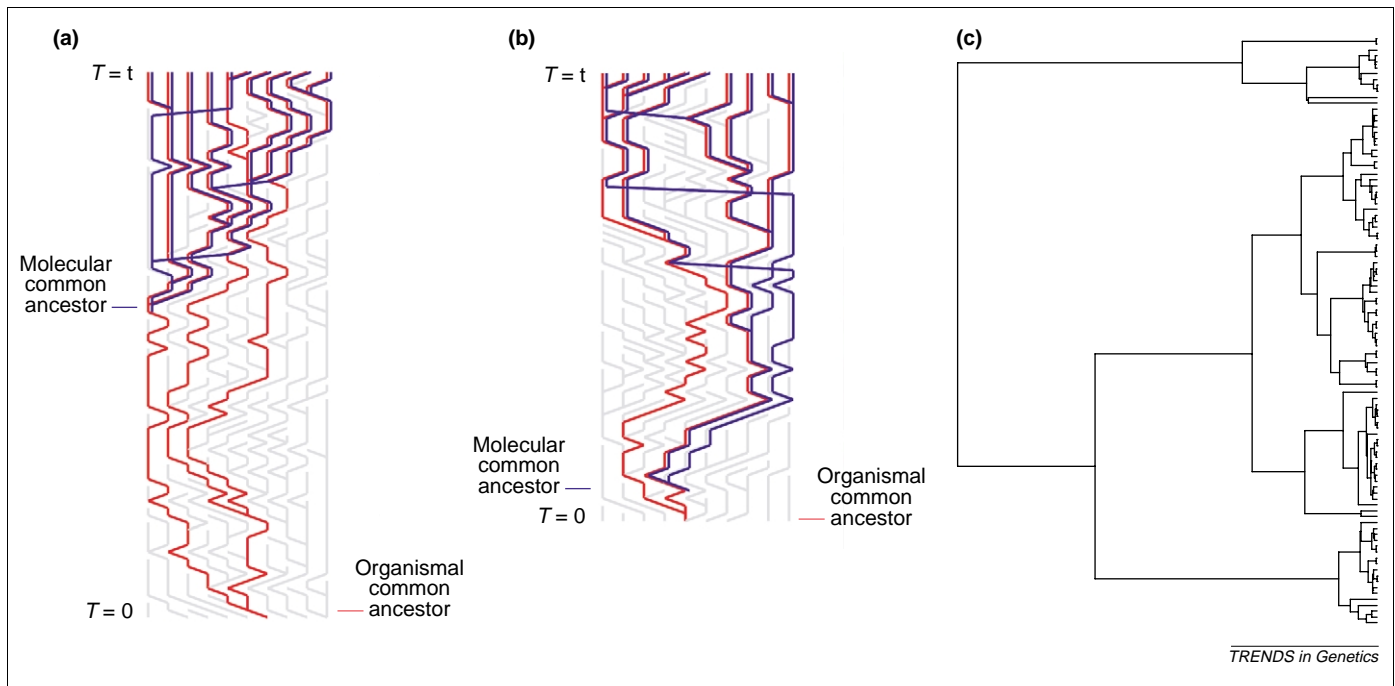 (a)
T = t
Molecular
common
ancestor
T = 0
Organismal
common
ancestor
(b)
T = t
Molecular
common
ancestor
T = 0
Organismal
common
ancestor
(c)
TRENDS in Genetics